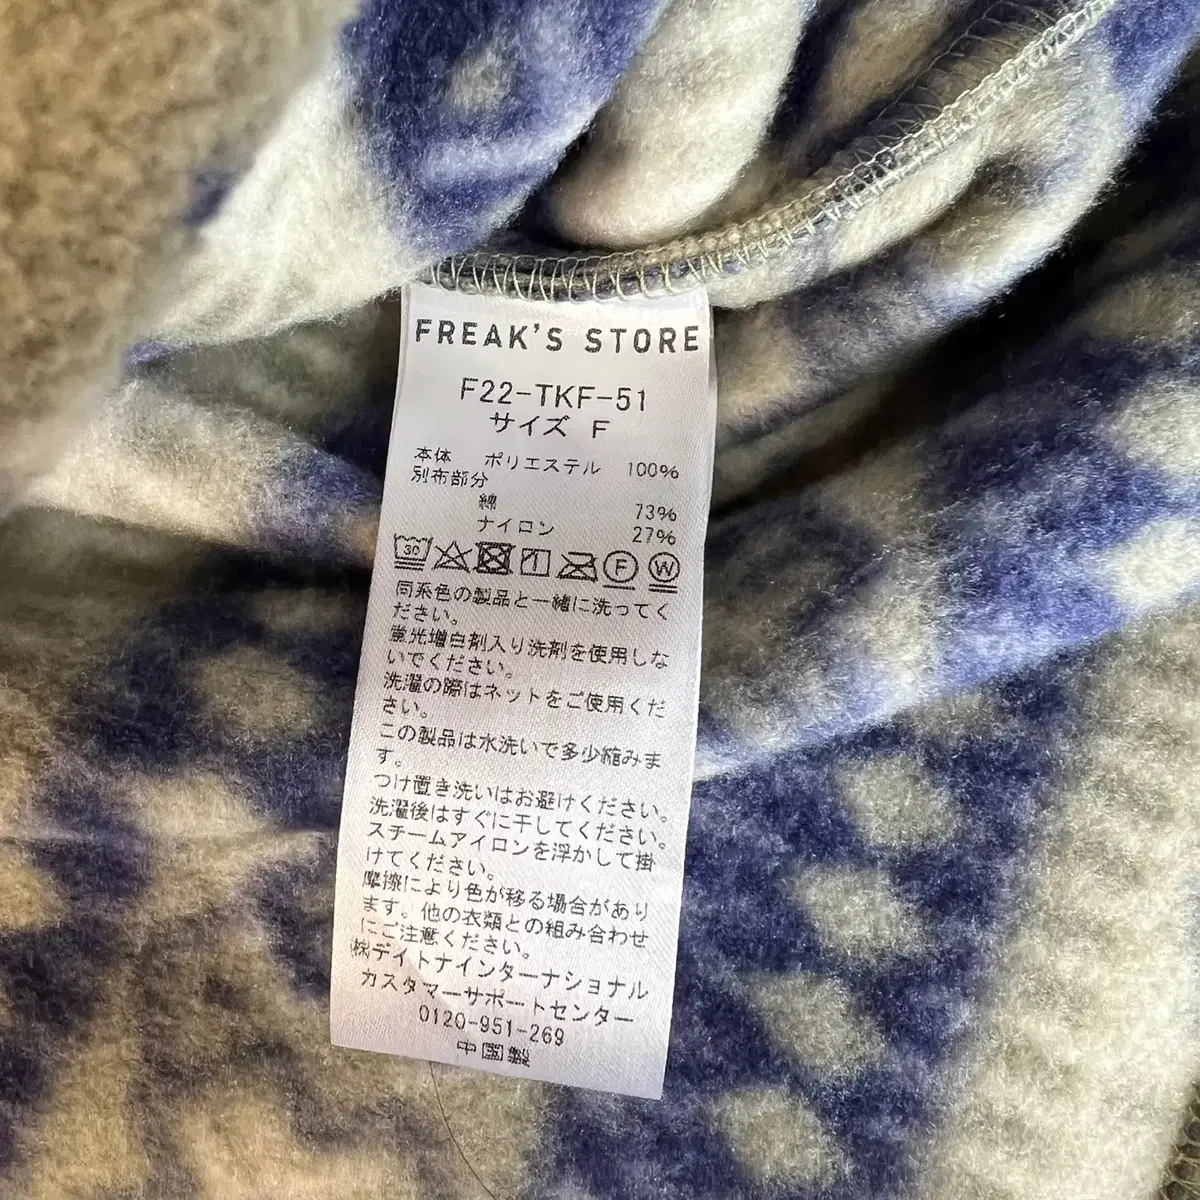 FREAK'S STORE
F22-TKF-51
サイズ F
本体 ポリエステル 100%
別布部分
綿 73%
ナイロン 27%
30 F W
同系色の製品と一緒に洗ってく
ださい。
蛍光増白剤入り洗剤を使用しな
いでください。
洗濯の際はネットをご使用くだ
さい。
この製品は水洗いで多少縮みま
す。
つけ置き洗いはお避けください。
洗濯後はすぐに干してください。
スチームアイロンを浮かして掛
けてください。
摩擦により色が移る場合があり
ます。他の衣類との組み合わせ
にご注意ください。
㈱デイトナインターナショナル
カスタマーサポートセンター
0120-951-269
中国製